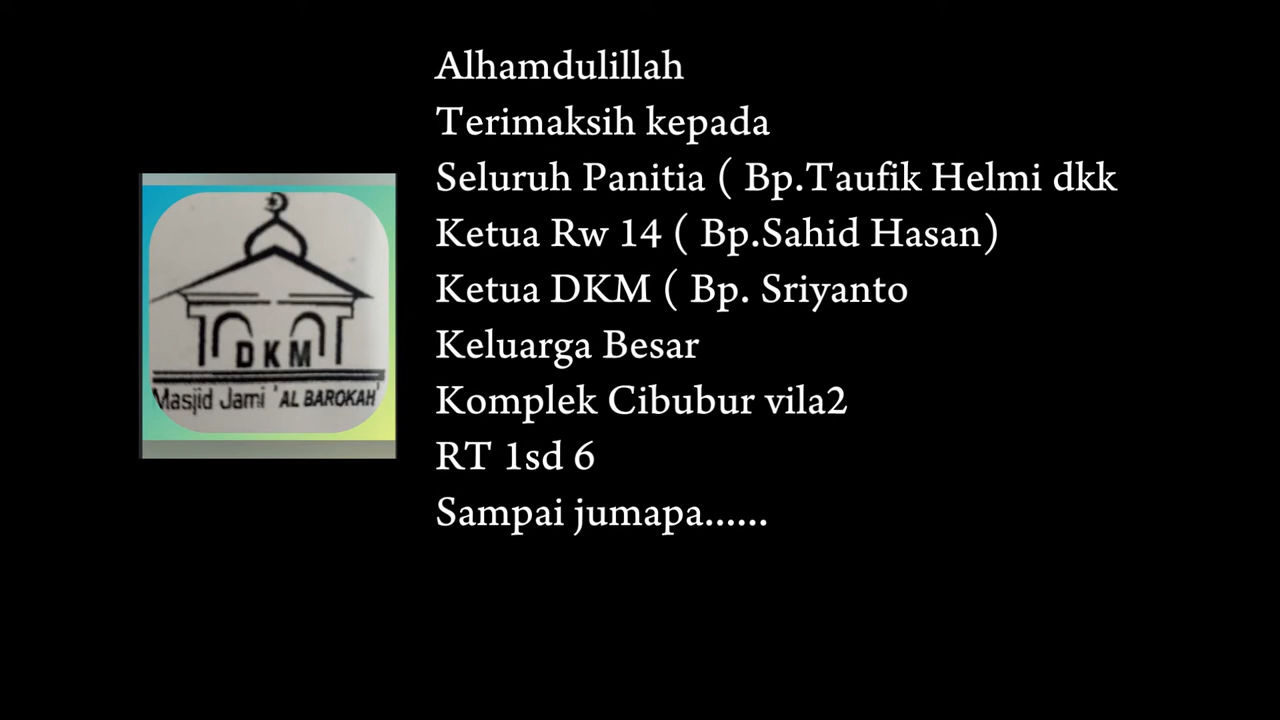 DKM
Masjid Jami 'AL BAROKAH'
Alhamdulillah
Terimaksih kepada
Seluruh Panitia ( Bp.Taufik Helmi dkk
Ketua Rw 14 ( Bp.Sahid Hasan)
Ketua DKM ( Bp. Sriyanto
Keluarga Besar
Komplek Cibubur vila2
RT 1sd 6
Sampai jumapa......